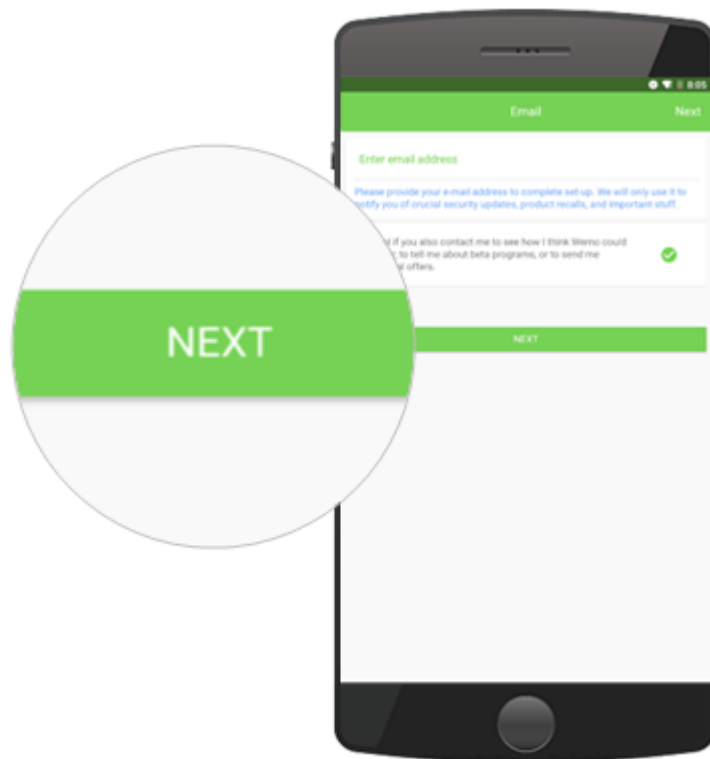 8:05
Email
Next
Enter email address
Please provide your e-mail address to complete set-up. We will only use it to
notify you of crucial security updates, product recalls, and important stuff.
if you also contact me to see how I think Wemo could
to tell me about beta programs, or to send me
offers.
NEXT
NEXT